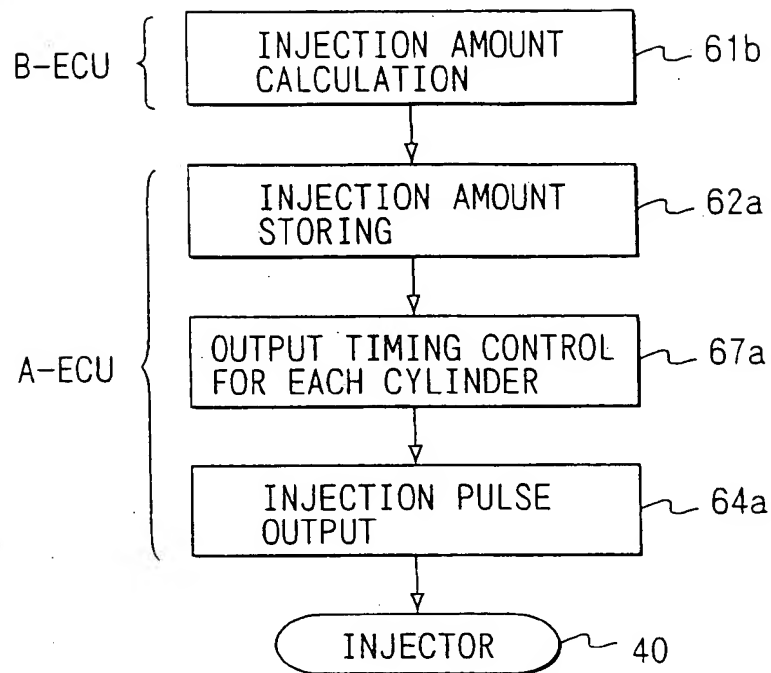 B-ECU
INJECTION AMOUNT
CALCULATION
61b
A-ECU
INJECTION AMOUNT
STORING
62a
OUTPUT TIMING CONTROL
FOR EACH CYLINDER
67a
INJECTION PULSE
OUTPUT
64a
INJECTOR
40